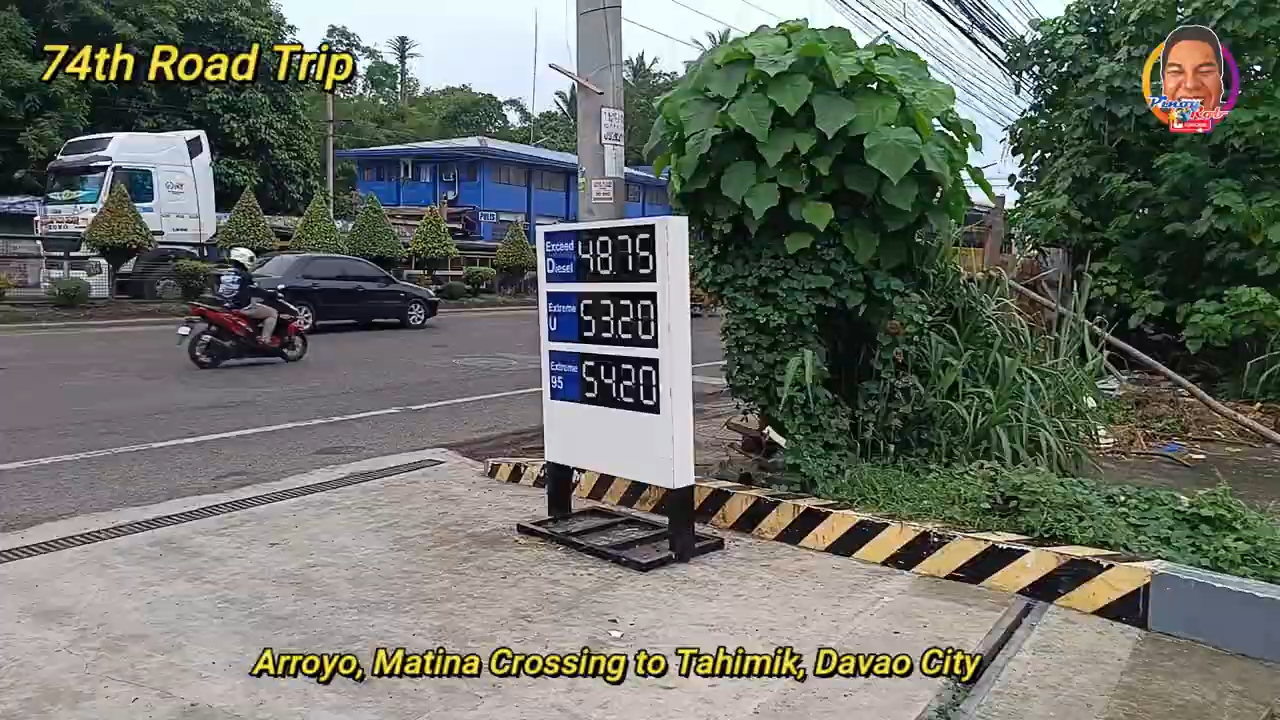 74th Road Trip
Pinoy
Exceed
Diesel
48.75
Extreme
U
53.20
Extreme
95
54.20
Arroyo, Matina Crossing to Tahimik, Davao City